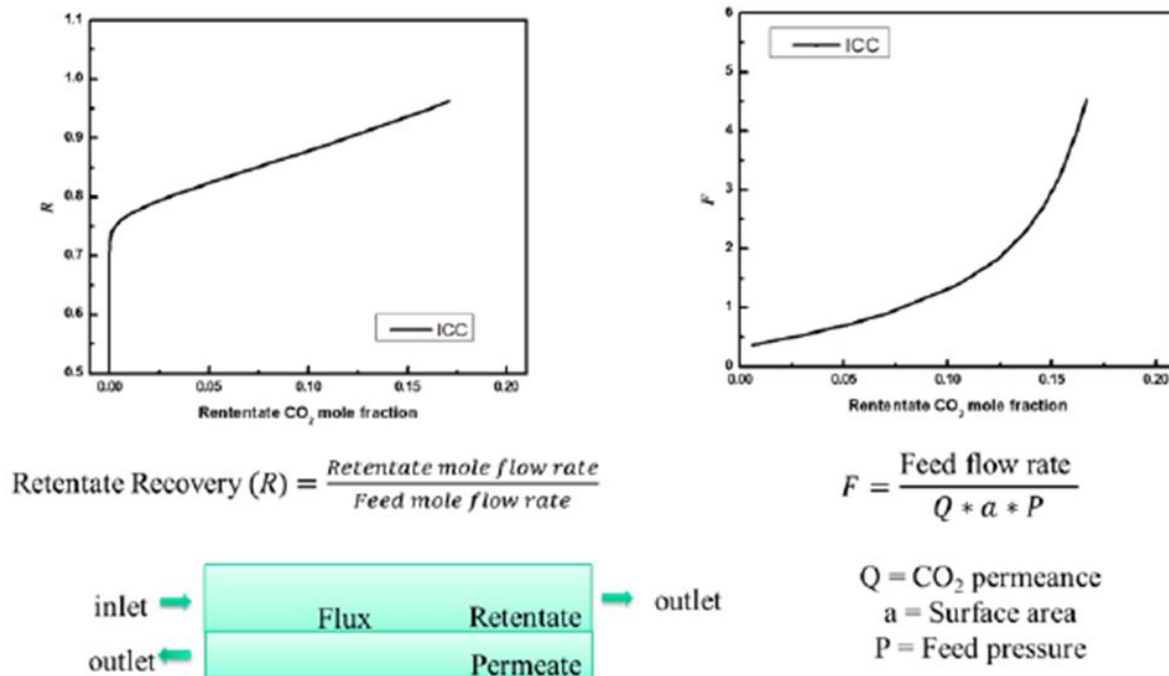 1.1
1.0
0.9
0.8
0.7
0.6
0.5
R
ICC
0.00 0.05 0.10 0.15 0.20
Rententate CO₂ mole fraction
6
5
4
3
2
1
0
F
ICC
0.00 0.05 0.10 0.15 0.20
Rententate CO₂ mole fraction
Retentate Recovery (R) = Retentate mole flow rate / Feed mole flow rate
F = Feed flow rate / Q * a * P
inlet
Flux
Retentate
outlet
outlet
Permeate
Q = CO₂ permeance
a = Surface area
P = Feed pressure